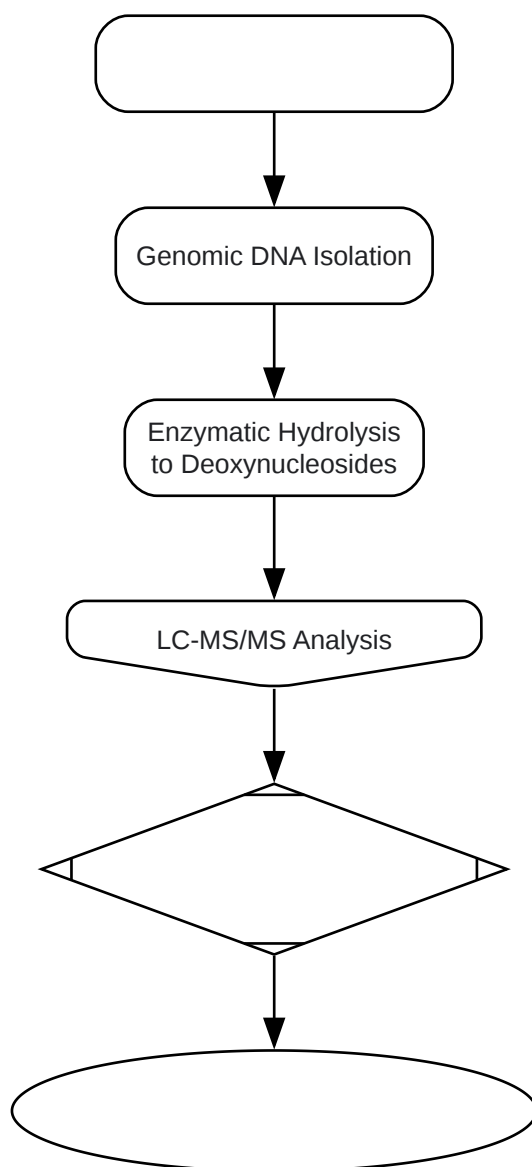 Genomic DNA Isolation
Enzymatic Hydrolysis
to Deoxynucleosides
LC-MS/MS Analysis